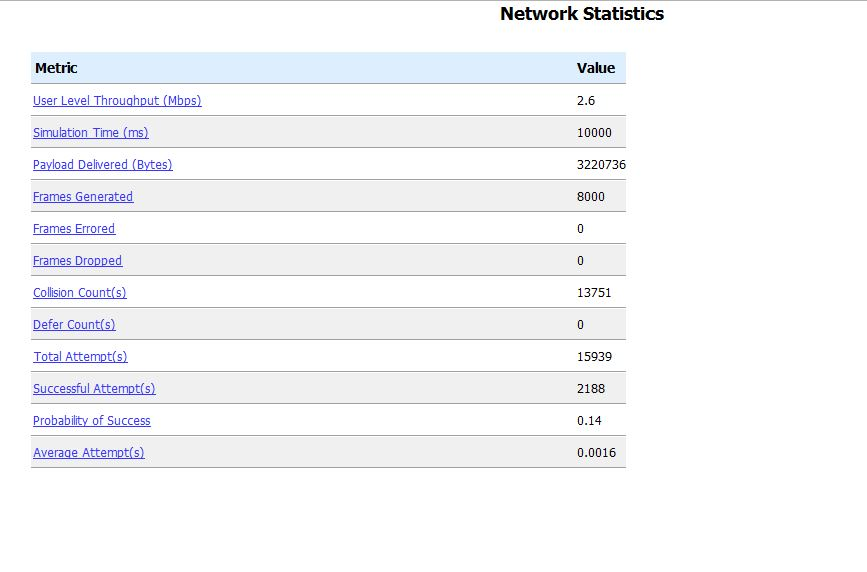 Network Statistics
Metric Value
User Level Throughput (Mbps) 2.6
Simulation Time (ms) 10000
Payload Delivered (Bytes) 3220736
Frames Generated 8000
Frames Errored 0
Frames Dropped 0
Collision Count(s) 13751
Defer Count(s) 0
Total Attempt(s) 15939
Successful Attempt(s) 2188
Probability of Success 0.14
Average Attempt(s) 0.0016